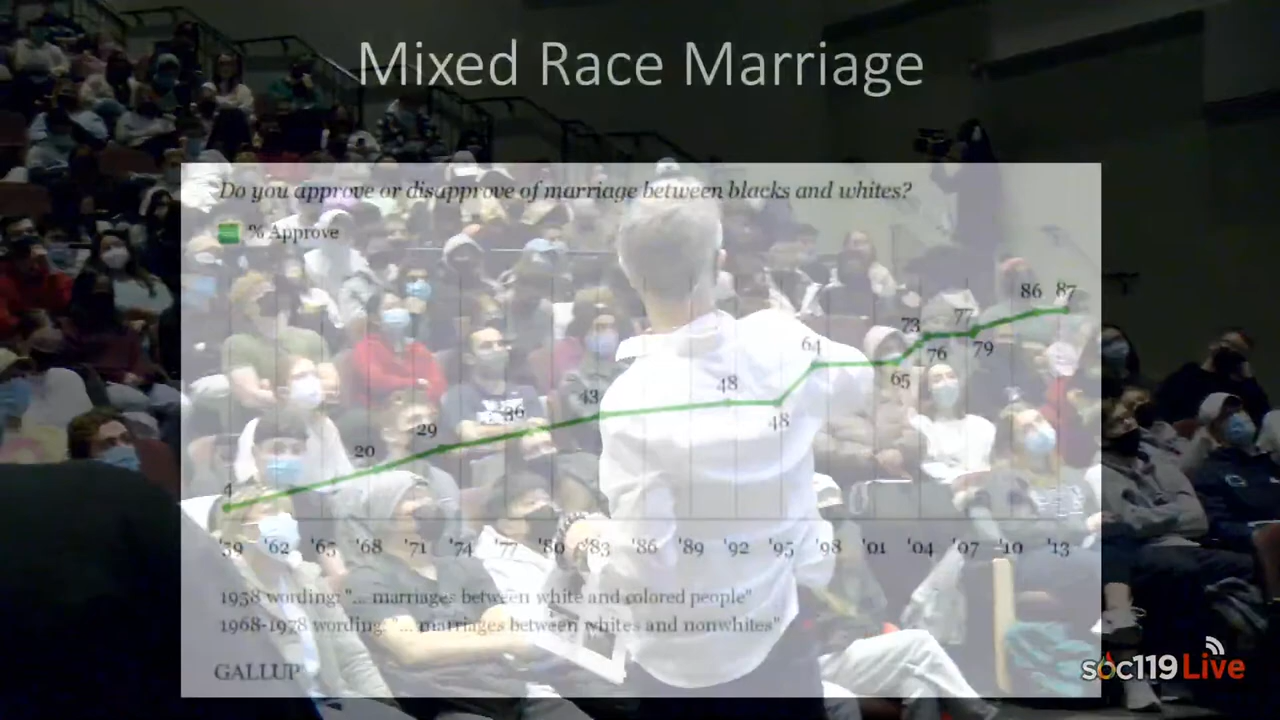 Mixed Race Marriage
Do you approve or disapprove of marriage between blacks and whites?
% Approve
86 87
73 77
64
76 79
65
48
43
48
36
29
20
4
'59 '62 '65 '68 '71 '74 '77 '80 '83 '86 '89 '92 '95 '98 '01 '04 '07 '10 '13
1958 wording: "... marriages between white and colored people"
1968-1978 wording: "... marriages between whites and nonwhites"
GALLUP
soc119 Live